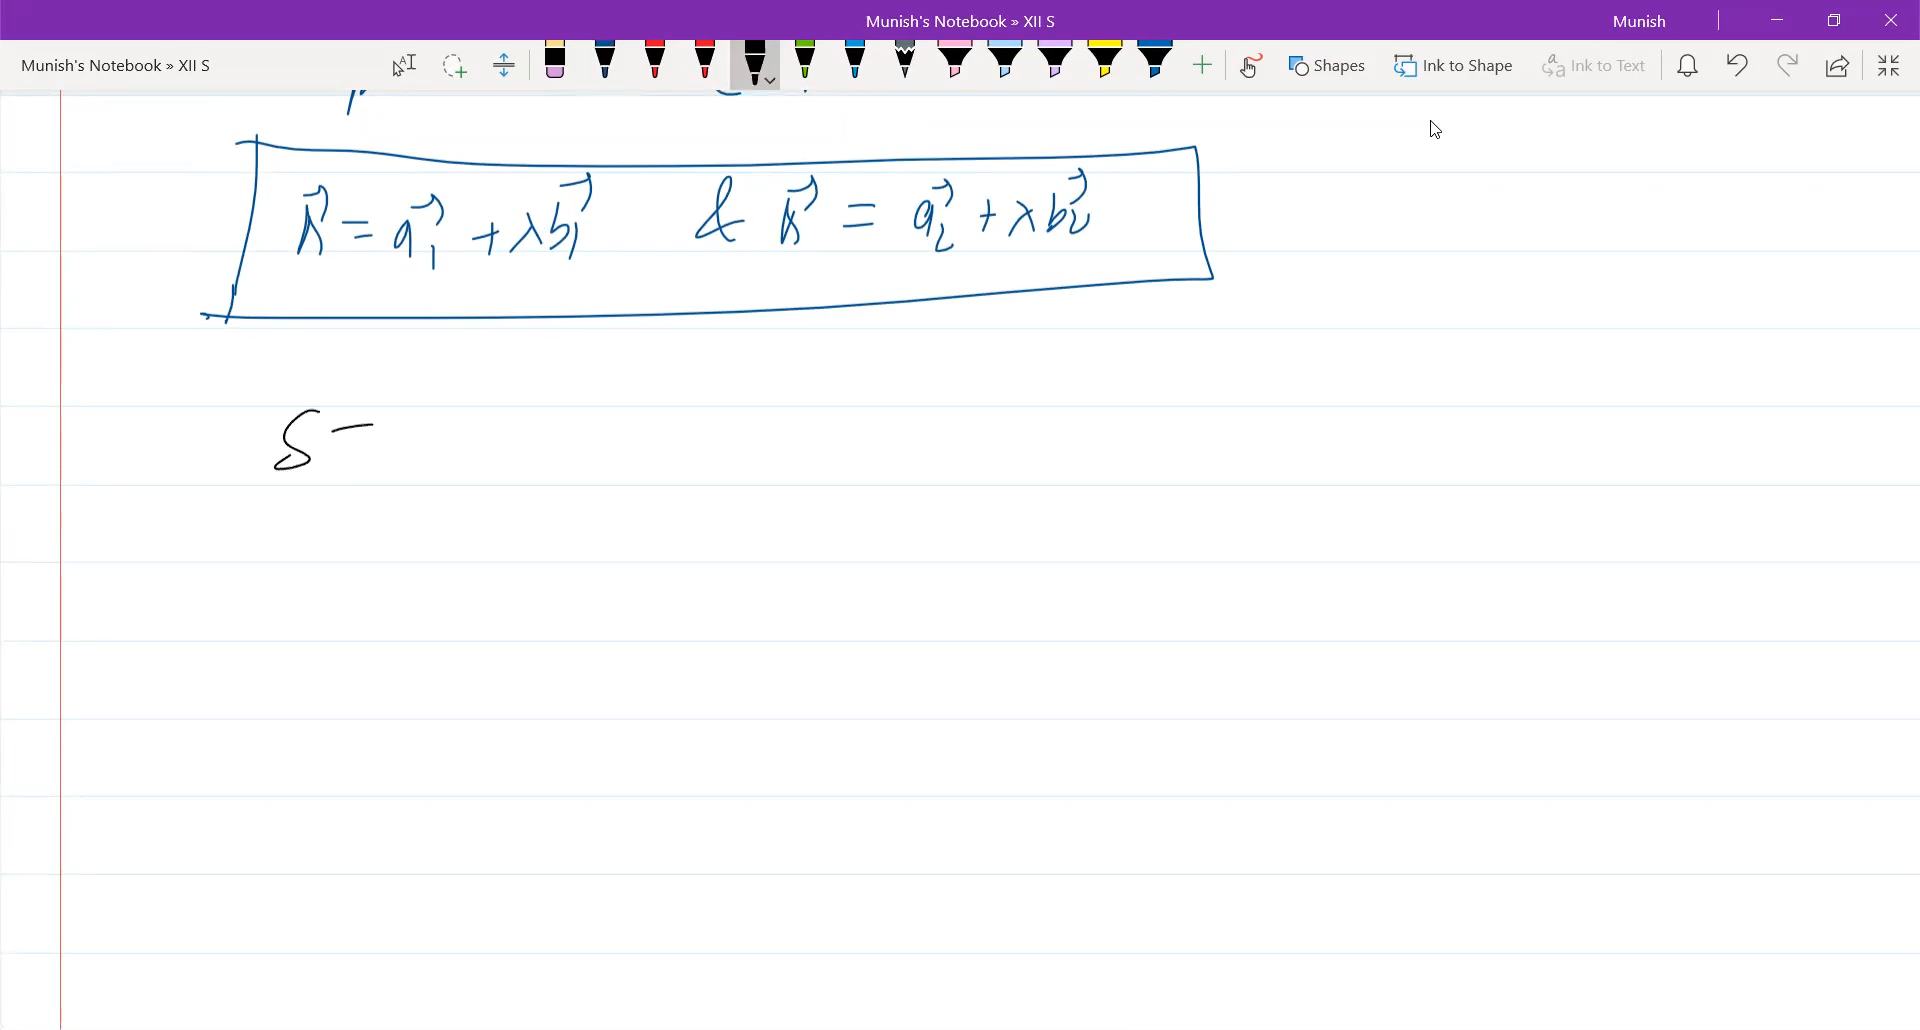 Munish's Notebook » XII S
Munish
Munish's Notebook » XII S
Shapes
Ink to Shape
Ink to Text
r⃗ = a⃗₁ + λb⃗₁ & r⃗ = a⃗₂ + λb⃗₂
S